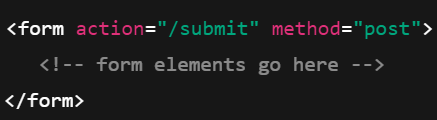 <form action="/submit" method="post">
<!-- form elements go here -->
</form>